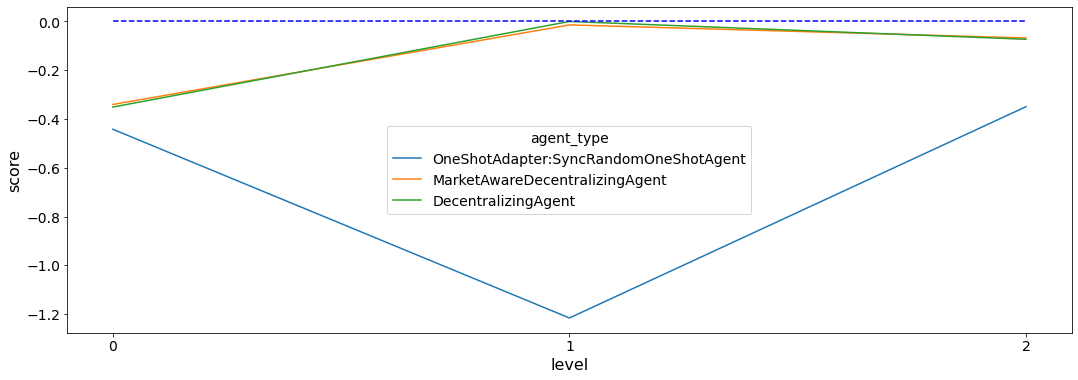 0.0
−0.2
−0.4
−0.6
−0.8
−1.0
−1.2
score
agent_type
OneShotAdapter:SyncRandomOneShotAgent
MarketAwareDecentralizingAgent
DecentralizingAgent
0
1
2
level